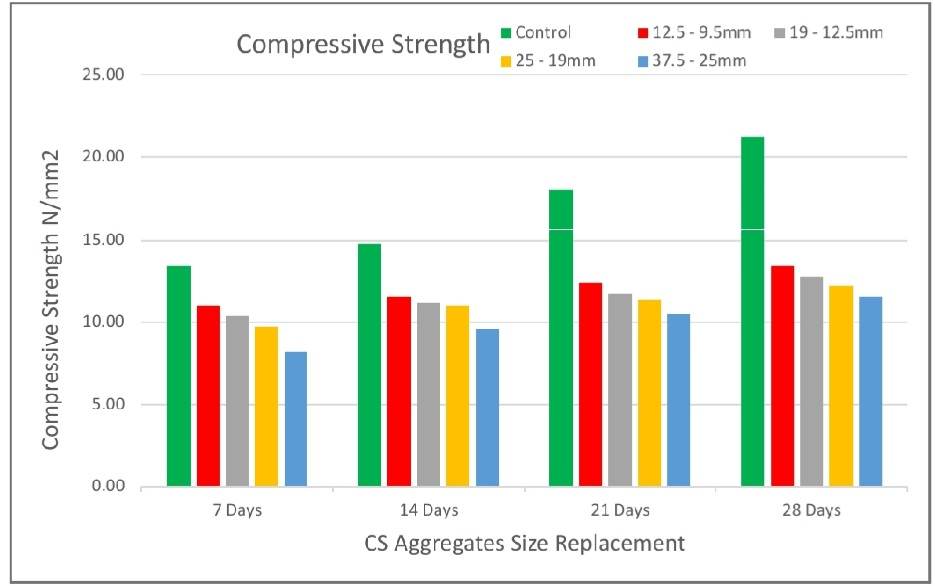 Compressive Strength
Control
12.5 - 9.5mm
19 - 12.5mm
25 - 19mm
37.5 - 25mm
25.00
20.00
15.00
10.00
5.00
0.00
Compressive Strength N/mm2
7 Days
14 Days
21 Days
28 Days
CS Aggregates Size Replacement